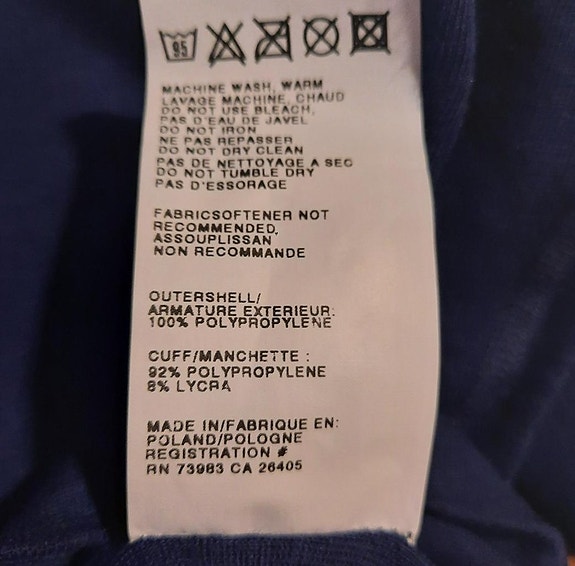 95
MACHINE WASH, WARM
LAVAGE MACHINE, CHAUD
DO NOT USE BLEACH,
PAS D'EAU DE JAVEL
DO NOT IRON
NE PAS REPASSER
DO NOT DRY CLEAN
PAS DE NETTOYAGE A SEC
DO NOT TUMBLE DRY
PAS D'ESSORAGE
FABRICSOFTENER NOT
RECOMMENDED,
ASSOUPLISSAN
NON RECOMMANDE
OUTERSHELL/
ARMATURE EXTERIEUR:
100% POLYPROPYLENE
CUFF/MANCHETTE :
92% POLYPROPYLENE
8% LYCRA
MADE IN/FABRIQUE EN:
POLAND/POLOGNE
REGISTRATION #
RN 73983 CA 26405